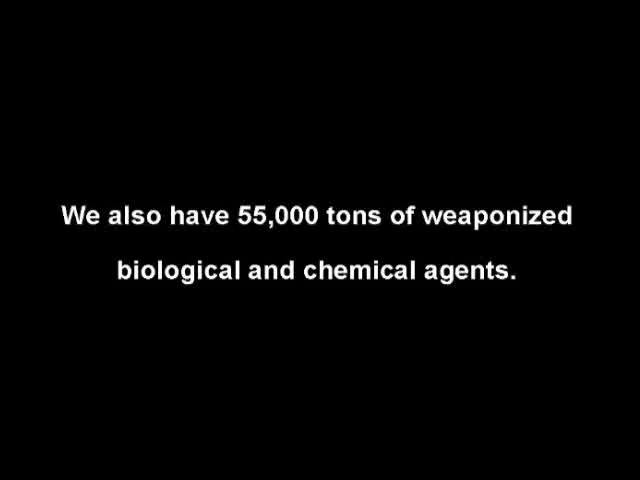 We also have 55,000 tons of weaponized
biological and chemical agents.